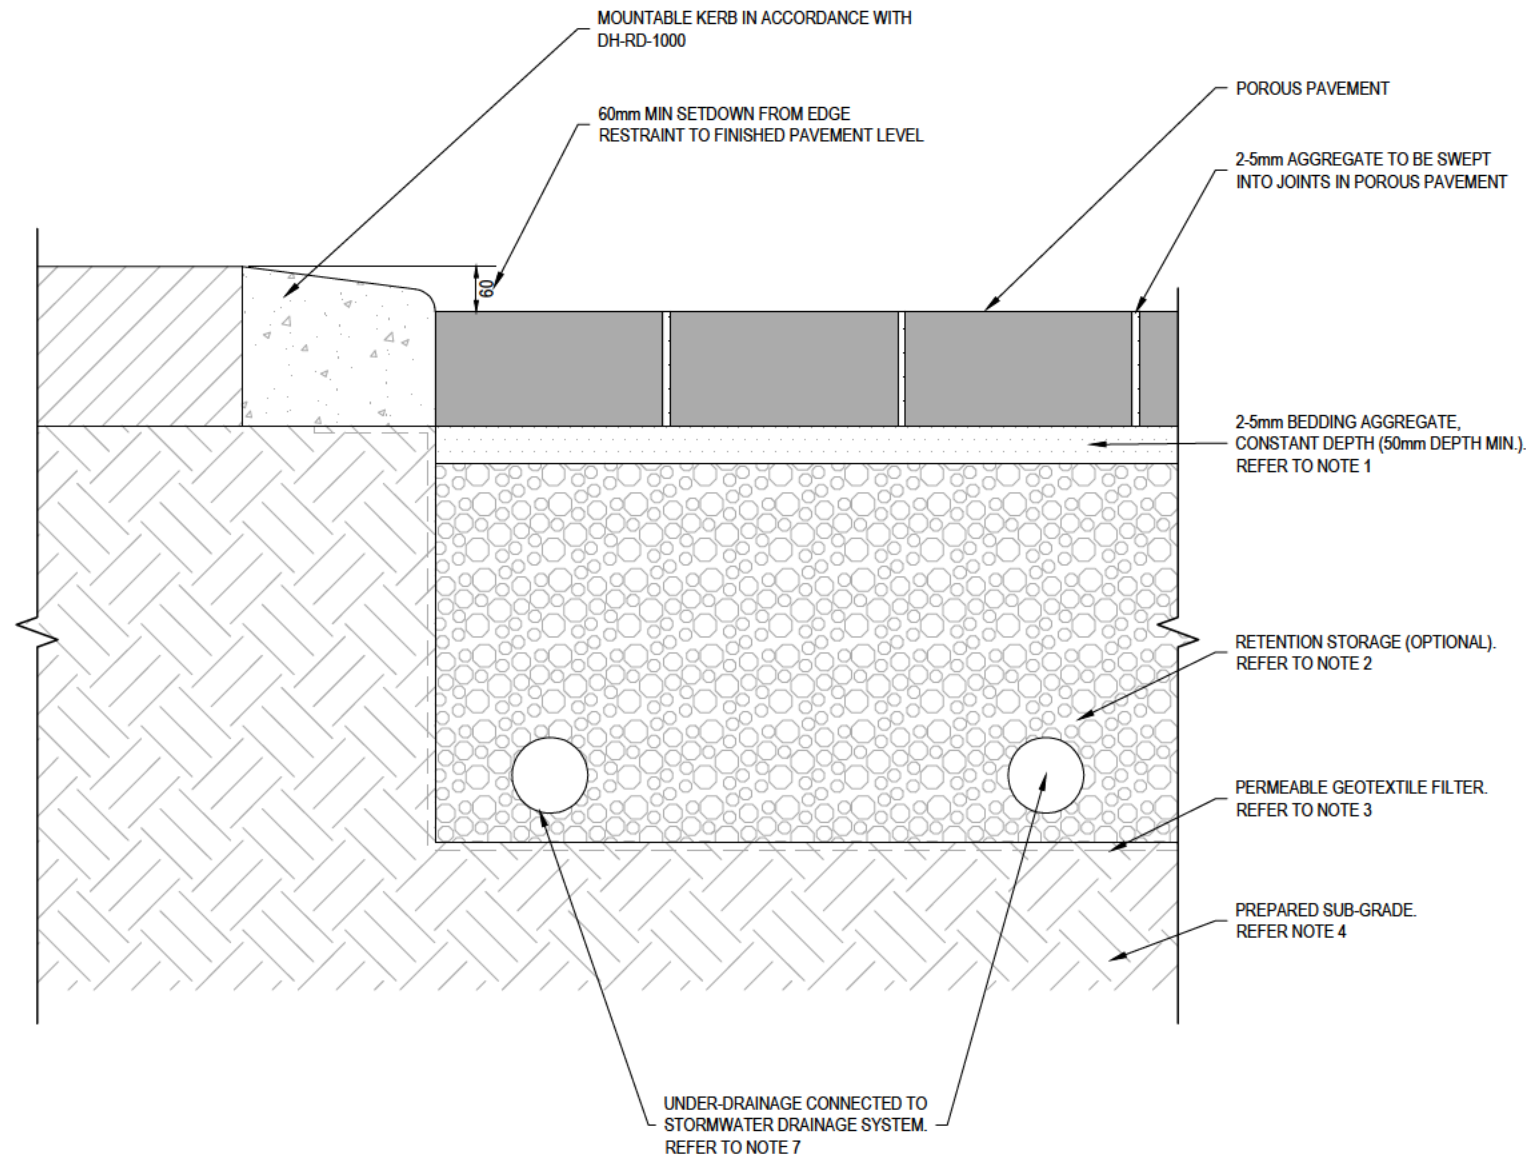 MOUNTABLE KERB IN ACCORDANCE WITH
DH-RD-1000
60mm MIN SETDOWN FROM EDGE
RESTRAINT TO FINISHED PAVEMENT LEVEL
POROUS PAVEMENT
2-5mm AGGREGATE TO BE SWEPT
INTO JOINTS IN POROUS PAVEMENT
60
2-5mm BEDDING AGGREGATE,
CONSTANT DEPTH (50mm DEPTH MIN.).
REFER TO NOTE 1
RETENTION STORAGE (OPTIONAL).
REFER TO NOTE 2
PERMEABLE GEOTEXTILE FILTER.
REFER TO NOTE 3
PREPARED SUB-GRADE.
REFER NOTE 4
UNDER-DRAINAGE CONNECTED TO
STORMWATER DRAINAGE SYSTEM.
REFER TO NOTE 7